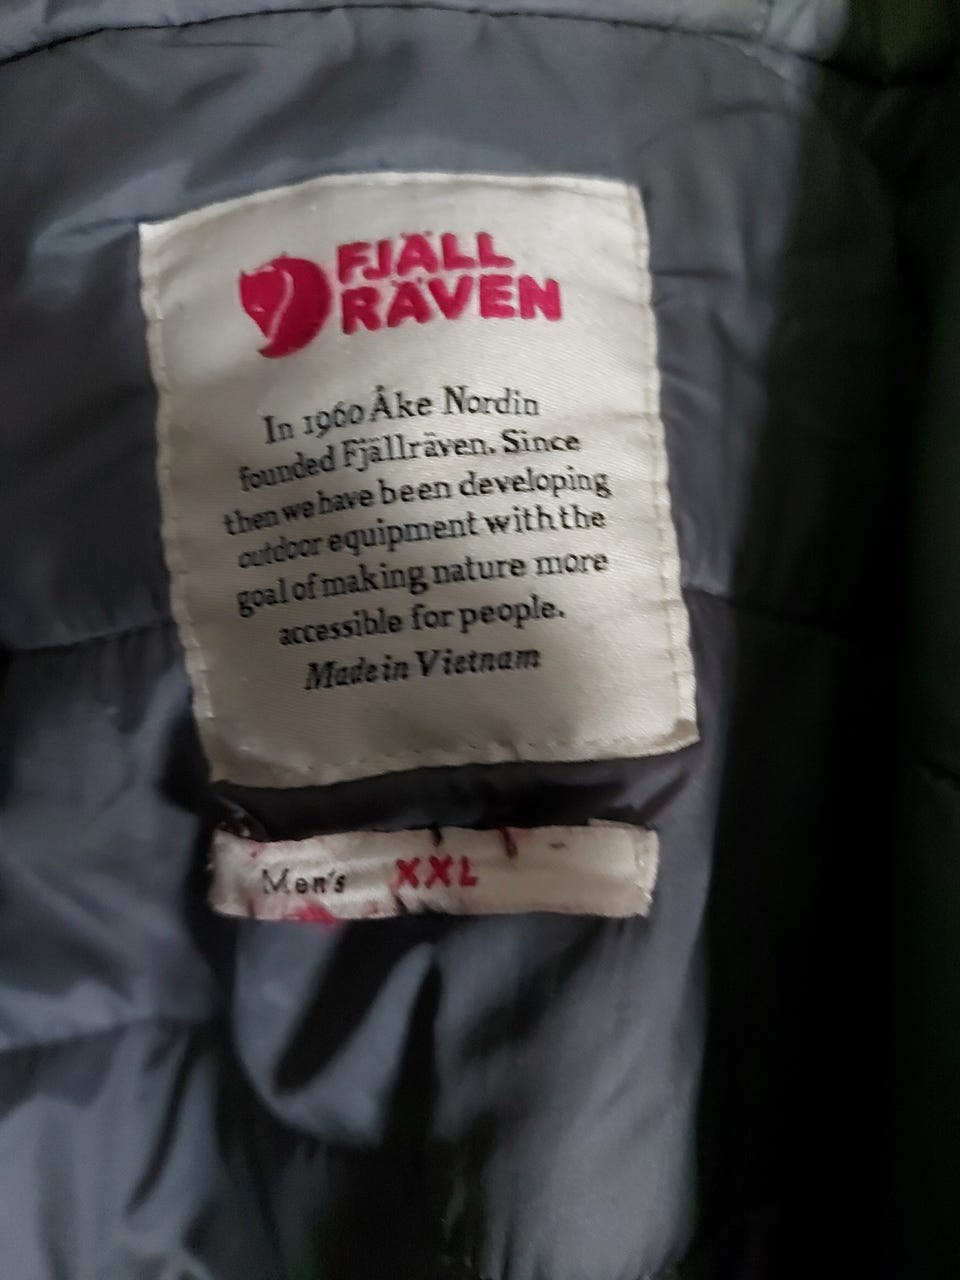 FJÄLL
RÄVEN
In 1960 Åke Nordin
founded Fjällräven. Since
then we have been developing
outdoor equipment with the
goal of making nature more
accessible for people.
Made in Vietnam
Men's XXL